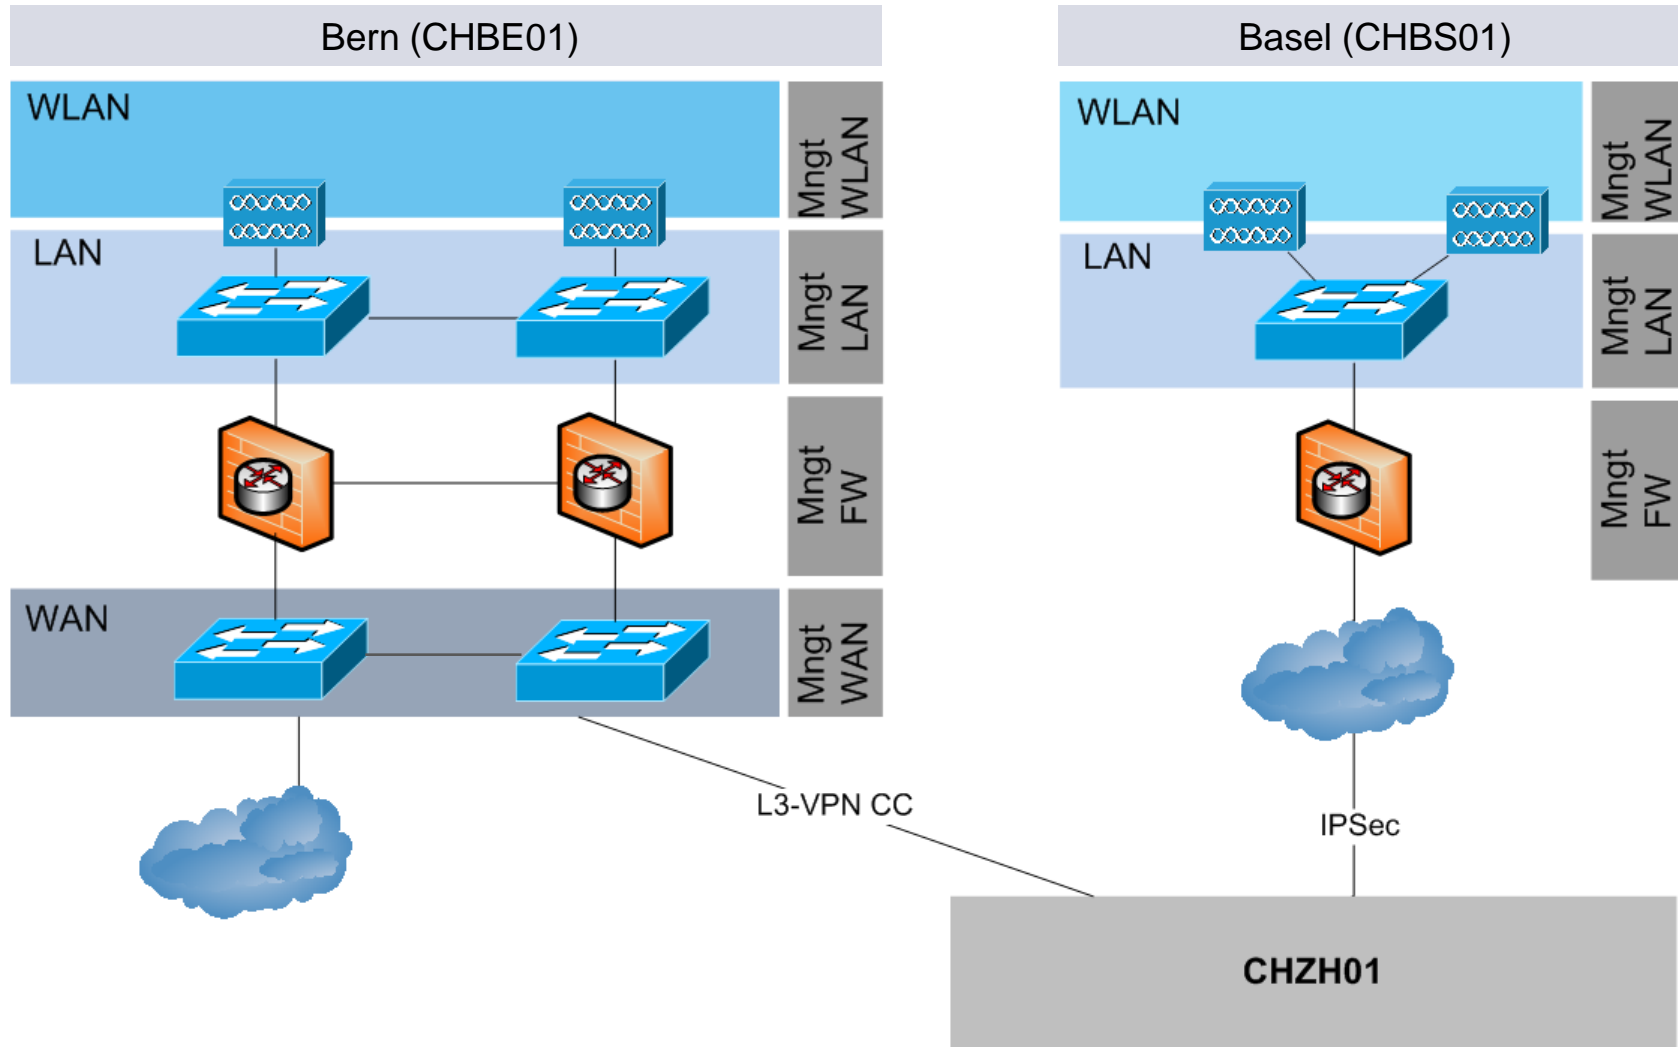 Bern (CHBE01)
WLAN
Mngt
WLAN
LAN
Mngt
LAN
Mngt
FW
WAN
Mngt
WAN
L3-VPN CC
Basel (CHBS01)
WLAN
Mngt
WLAN
LAN
Mngt
LAN
Mngt
FW
IPSec
CHZH01